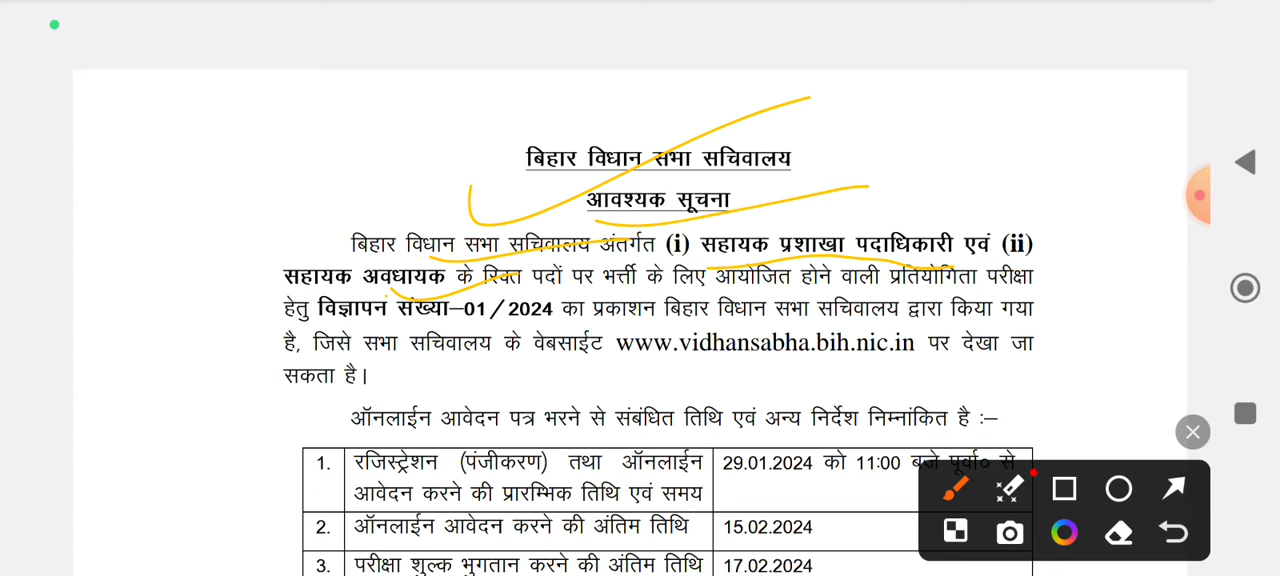 बिहार विधान सभा सचिवालय
आवश्यक सूचना
बिहार विधान सभा सचिवालय अंतर्गत (i) सहायक प्रशाखा पदाधिकारी एवं (ii)
सहायक अवधायक के रिक्त पदों पर भर्त्ती के लिए आयोजित होने वाली प्रतियोगिता परीक्षा
हेतु विज्ञापन संख्या–01/2024 का प्रकाशन बिहार विधान सभा सचिवालय द्वारा किया गया
है, जिसे सभा सचिवालय के वेबसाईट www.vidhansabha.bih.nic.in पर देखा जा
सकता है।
ऑनलाईन आवेदन पत्र भरने से संबंधित तिथि एवं अन्य निर्देश निम्नांकित है :–
1. रजिस्ट्रेशन (पंजीकरण) तथा ऑनलाईन 29.01.2024 को 11:00 बजे पूर्वा० से
आवेदन करने की प्रारम्भिक तिथि एवं समय
2. ऑनलाईन आवेदन करने की अंतिम तिथि 15.02.2024
3. परीक्षा शुल्क भुगतान करने की अंतिम तिथि 17.02.2024